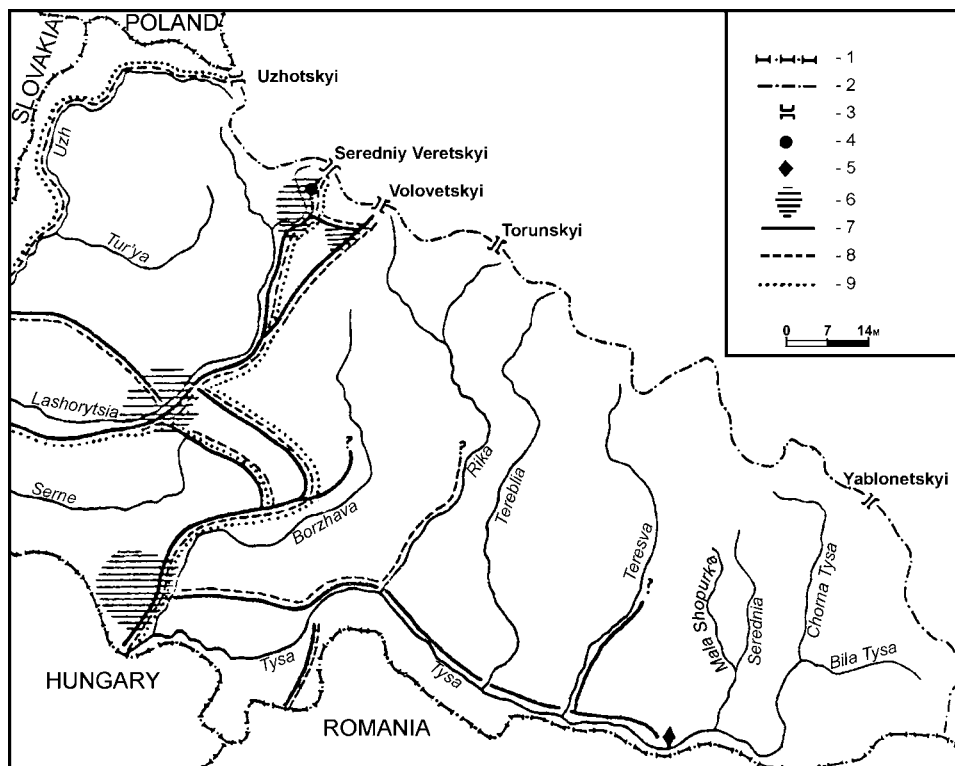 POLAND
SLOVAKIA
Uzhotskyi
Uzh
Seredniy Veretskyi
Volovetskyi
Torunskyi
Tur'ya
Lashorytsia
Serne
Borzhava
?
?
Rika
Tereblia
Teresva
?
Yablonetskyi
Mala Shopurka
Serednia
Chorna Tysa
Bila Tysa
Tysa
Tysa
HUNGARY
ROMANIA
- 1
- 2
- 3
- 4
- 5
- 6
- 7
- 8
- 9
0 7 14м